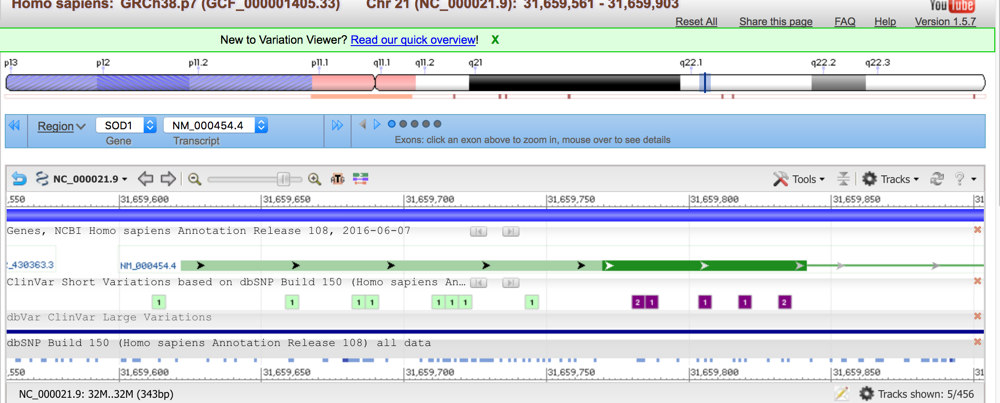 Homo sapiens: GRCh38.p7 (GCF_000001405.33) Chr 21 (NC_000021.9): 31,659,561 - 31,659,903
You Tube
Reset All Share this page FAQ Help Version 1.5.7
New to Variation Viewer? Read our quick overview! X
p13 p12 p11.2 p11.1 q11.1 q11.2 q21 q22.1 q22.2 q22.3
Region SOD1 NM_000454.4
Gene Transcript Exons: click an exon above to zoom in, mouse over to see details
NC_000021.9 ATG Tools Tracks ?
,550 31,659,600 31,659,650 31,659,700 31,659,750 31,659,800 31,659,850 31
Genes, NCBI Homo sapiens Annotation Release 108, 2016-06-07
_430363.3 NM_000454.4
ClinVar Short Variations based on dbSNP Build 150 (Homo sapiens An…
1 1 1 1 1 1 1 1 2 1 1 1 2
dbVar ClinVar Large Variations
dbSNP Build 150 (Homo sapiens Annotation Release 108) all data
,550 31,659,600 31,659,650 31,659,700 31,659,750 31,659,800 31,659,850 31
NC_000021.9: 32M..32M (343bp) Tracks shown: 5/456